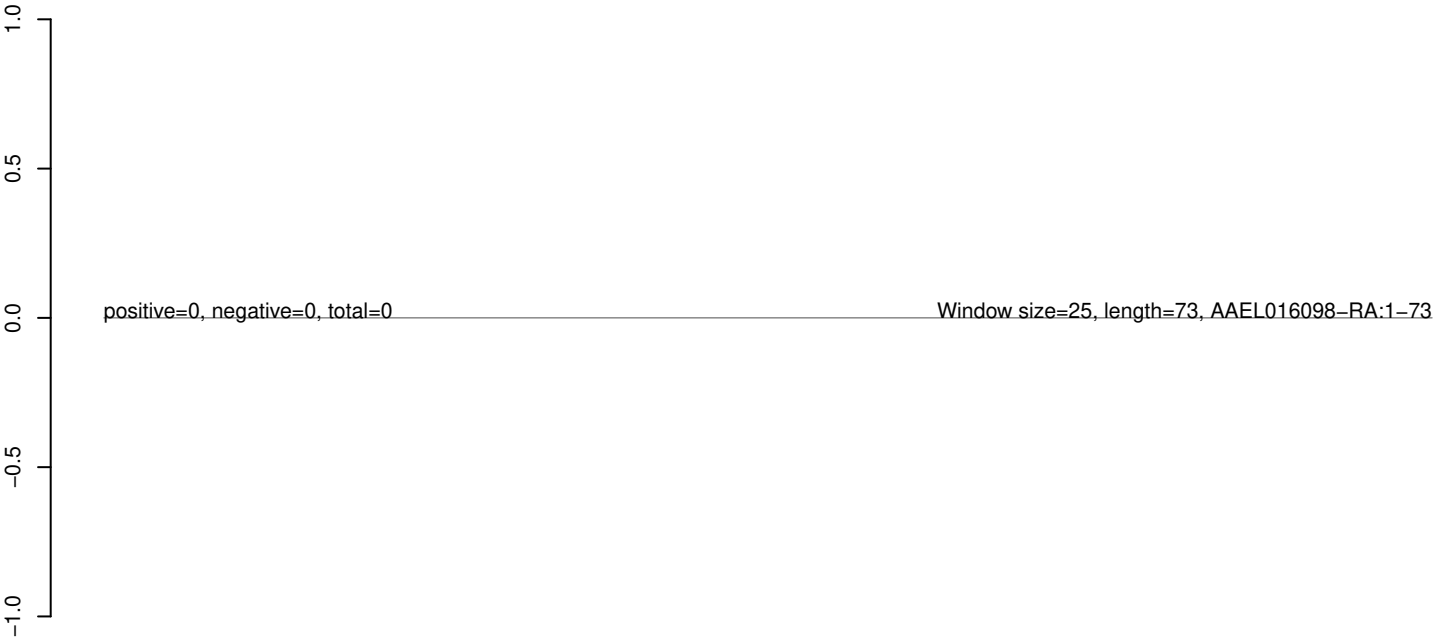 1.0
0.5
0.0
−0.5
−1.0
positive=0, negative=0, total=0
Window size=25, length=73, AAEL016098−RA:1−73